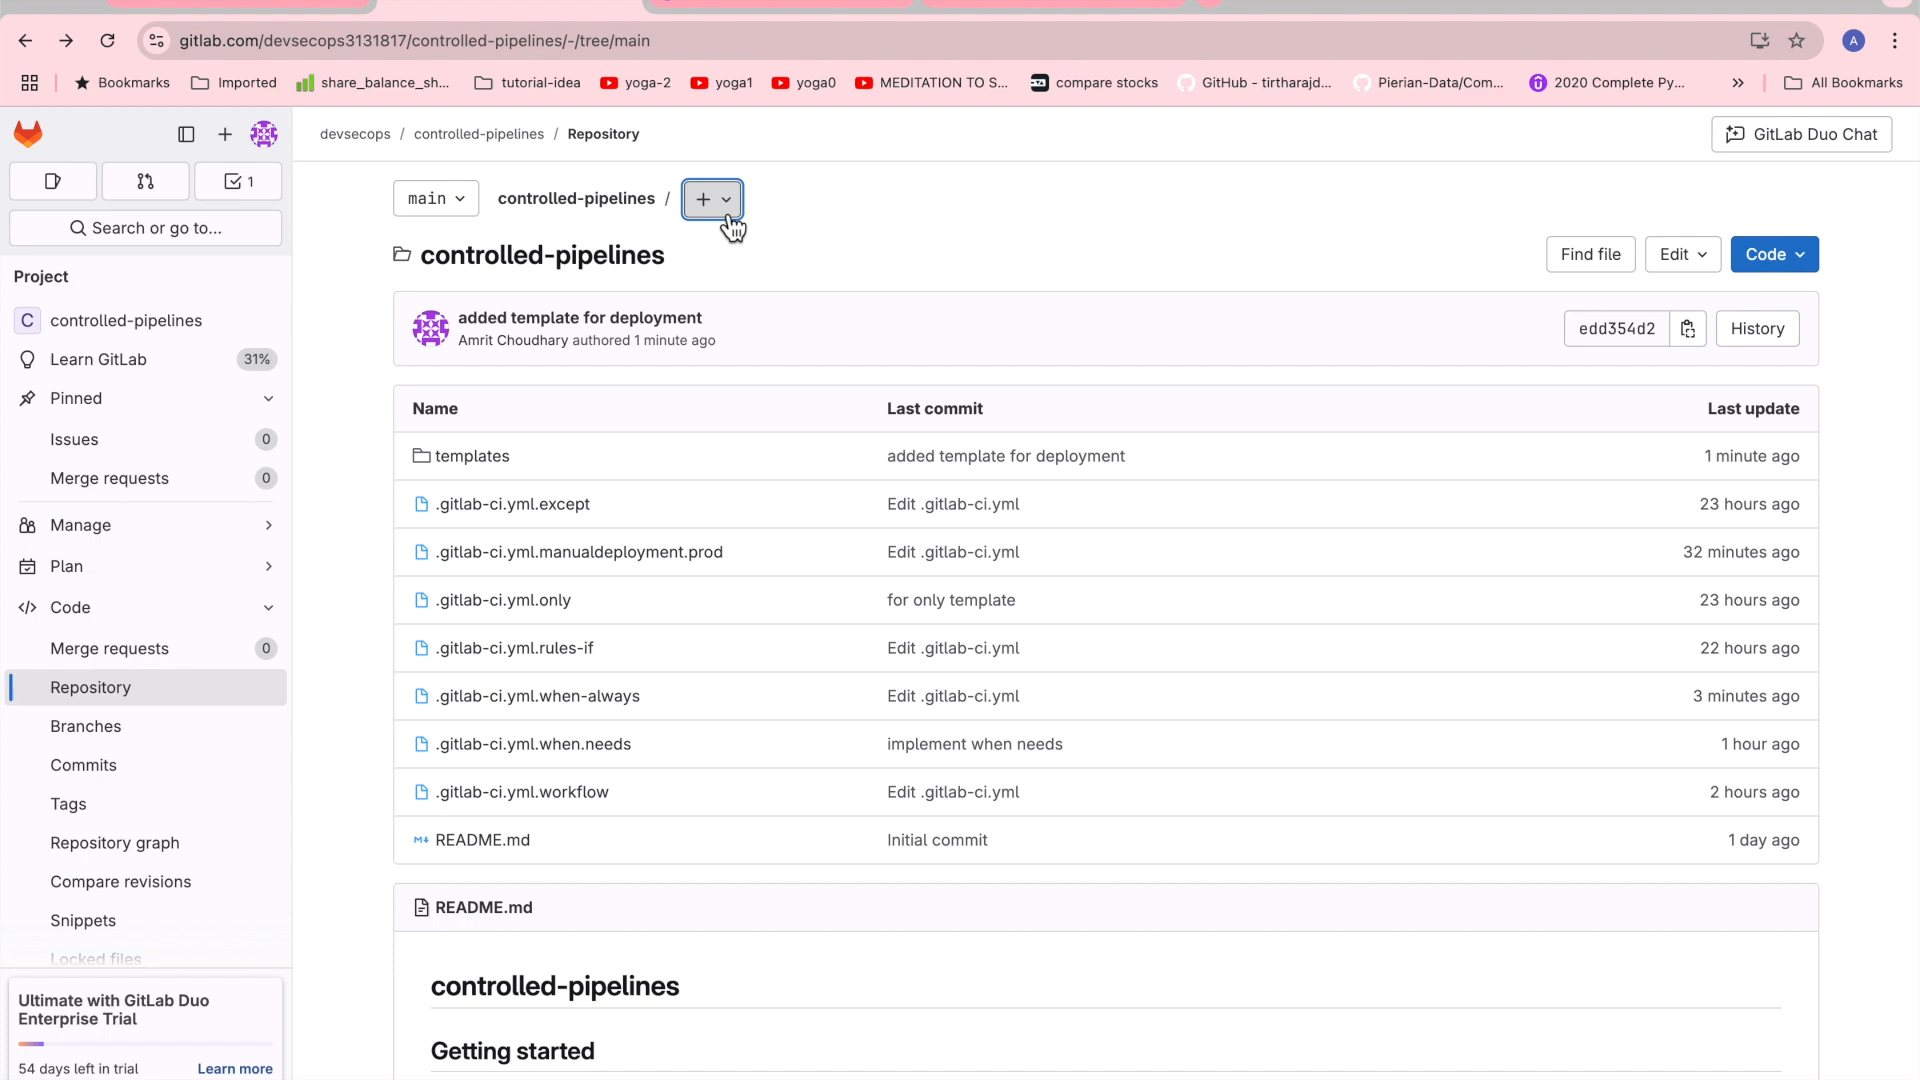 gitlab.com/devsecops3131817/controlled-pipelines/-/tree/main
A
Bookmarks
Imported
share_balance_sh...
tutorial-idea
yoga-2
yoga1
yoga0
MEDITATION TO S...
compare stocks
GitHub - tirtharajd...
Pierian-Data/Com...
2020 Complete Py...
»
All Bookmarks
devsecops / controlled-pipelines / Repository
GitLab Duo Chat
1
Search or go to...
Project
C controlled-pipelines
Learn GitLab 31%
Pinned
Issues 0
Merge requests 0
Manage
Plan
Code
Merge requests 0
Repository
Branches
Commits
Tags
Repository graph
Compare revisions
Snippets
Locked files
Ultimate with GitLab Duo
Enterprise Trial
54 days left in trial Learn more
main controlled-pipelines / +
controlled-pipelines
Find file Edit Code
added template for deployment
Amrit Choudhary authored 1 minute ago
edd354d2 History
Name Last commit Last update
templates added template for deployment 1 minute ago
.gitlab-ci.yml.except Edit .gitlab-ci.yml 23 hours ago
.gitlab-ci.yml.manualdeployment.prod Edit .gitlab-ci.yml 32 minutes ago
.gitlab-ci.yml.only for only template 23 hours ago
.gitlab-ci.yml.rules-if Edit .gitlab-ci.yml 22 hours ago
.gitlab-ci.yml.when-always Edit .gitlab-ci.yml 3 minutes ago
.gitlab-ci.yml.when.needs implement when needs 1 hour ago
.gitlab-ci.yml.workflow Edit .gitlab-ci.yml 2 hours ago
README.md Initial commit 1 day ago
README.md
controlled-pipelines
Getting started